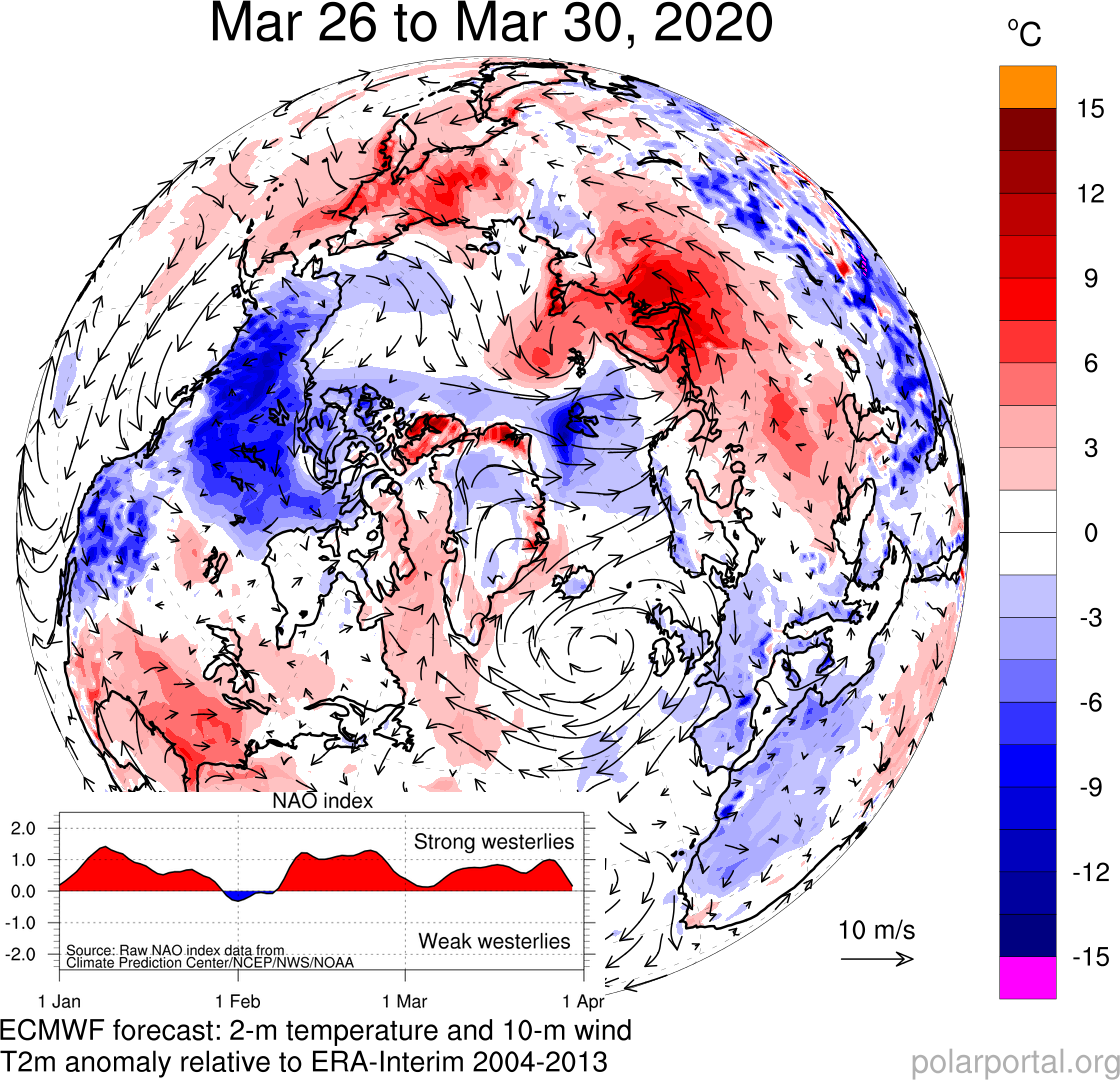 Mar 26 to Mar 30, 2020
oC
15
12
9
6
3
0
-3
-6
-9
-12
-15
NAO index
2.0
1.0
0.0
-1.0
-2.0
Strong westerlies
Weak westerlies
Source: Raw NAO index data from
Climate Prediction Center/NCEP/NWS/NOAA
1 Jan 1 Feb 1 Mar 1 Apr
10 m/s
ECMWF forecast: 2-m temperature and 10-m wind
T2m anomaly relative to ERA-Interim 2004-2013
polarportal.org